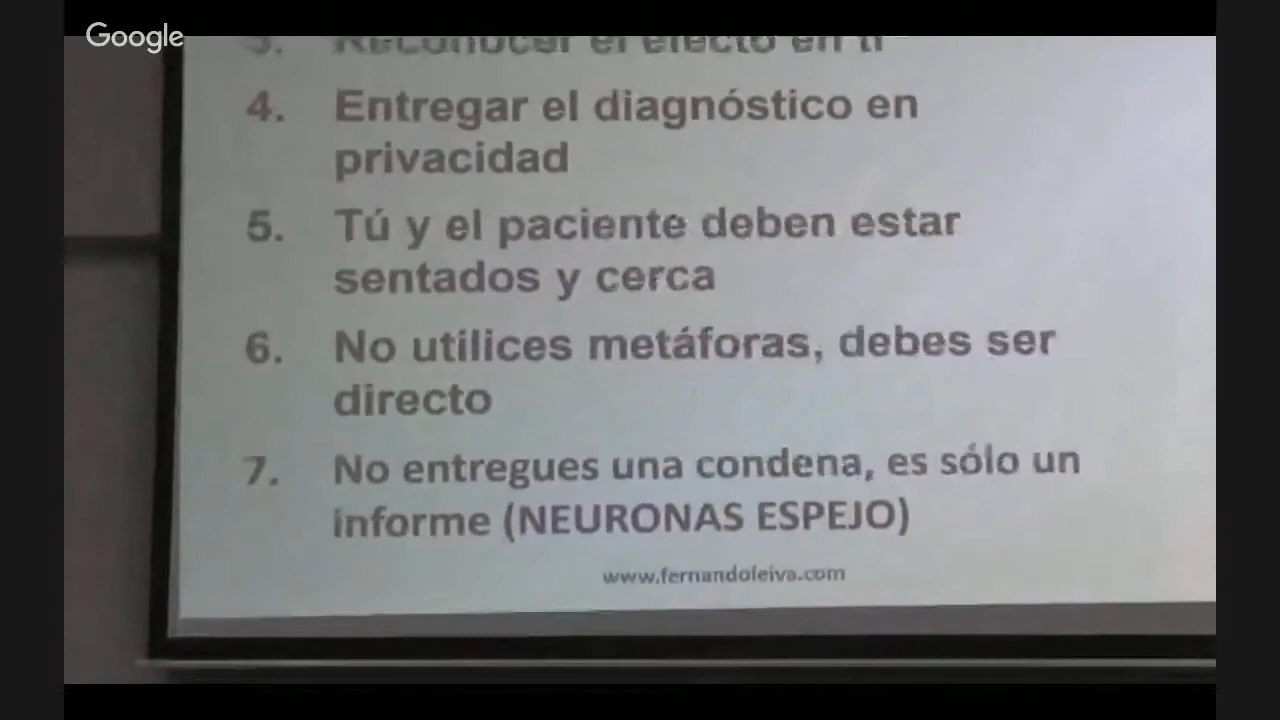 Google
3. Reconocer el efecto en ti
4. Entregar el diagnóstico en
privacidad
5. Tú y el paciente deben estar
sentados y cerca
6. No utilices metáforas, debes ser
directo
7. No entregues una condena, es sólo un
informe (NEURONAS ESPEJO)
www.fernandoleiva.com